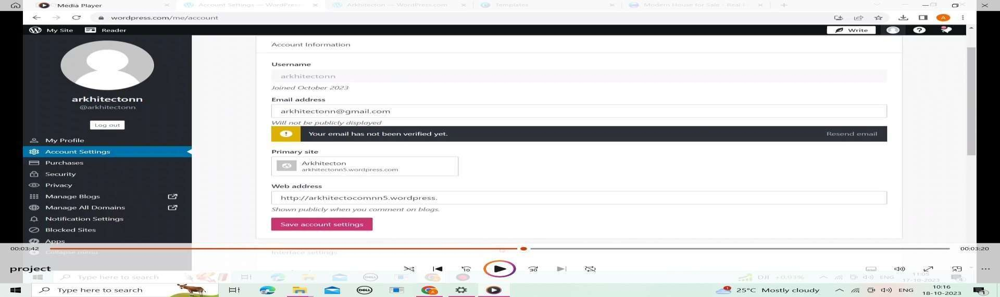 Media Player
Account Settings — WordPress
Arkhitecton — WordPress.com
Templates
Modern House for Sale - Real
wordpress.com/me/account
A
My Site
Reader
Write
arkhitectonn
@arkhitectonn
Log out
My Profile
Account Settings
Purchases
Security
Privacy
Manage Blogs
Manage All Domains
Notification Settings
Blocked Sites
Apps
Collapse menu
Account Information
Username
arkhitectonn
Joined October 2023
Email address
arkhitectonn@gmail.com
Will not be publicly displayed
Your email has not been verified yet.
Resend email
Primary site
Arkhitecton
arkhitectonn5.wordpress.com
Web address
http://arkhitectocomnn5.wordpress.
Shown publicly when you comment on blogs.
Save account settings
Interface settings
00:03:42
00:03:20
project
10
30
Type here to search
DELL
DJI +0.93%
ENG
11:05
17-10-2023
Type here to search
DELL
25°C Mostly cloudy
ENG
10:16
18-10-2023
1